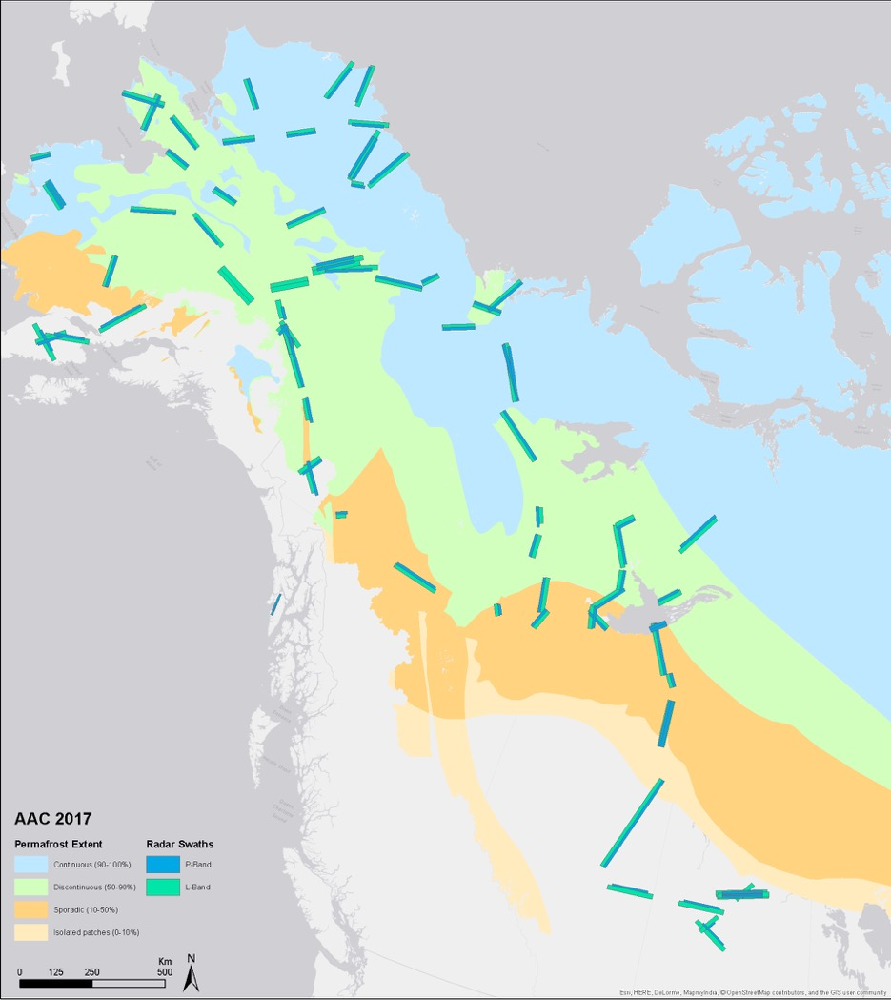 AAC 2017
Permafrost Extent
Radar Swaths
Continuous (90-100%)
P-Band
Discontinuous (50-90%)
L-Band
Sporadic (10-50%)
Isolated patches (0-10%)
Km
N
0 125 250 500
Esri, HERE, DeLorme, MapmyIndia, © OpenStreetMap contributors, and the GIS user community